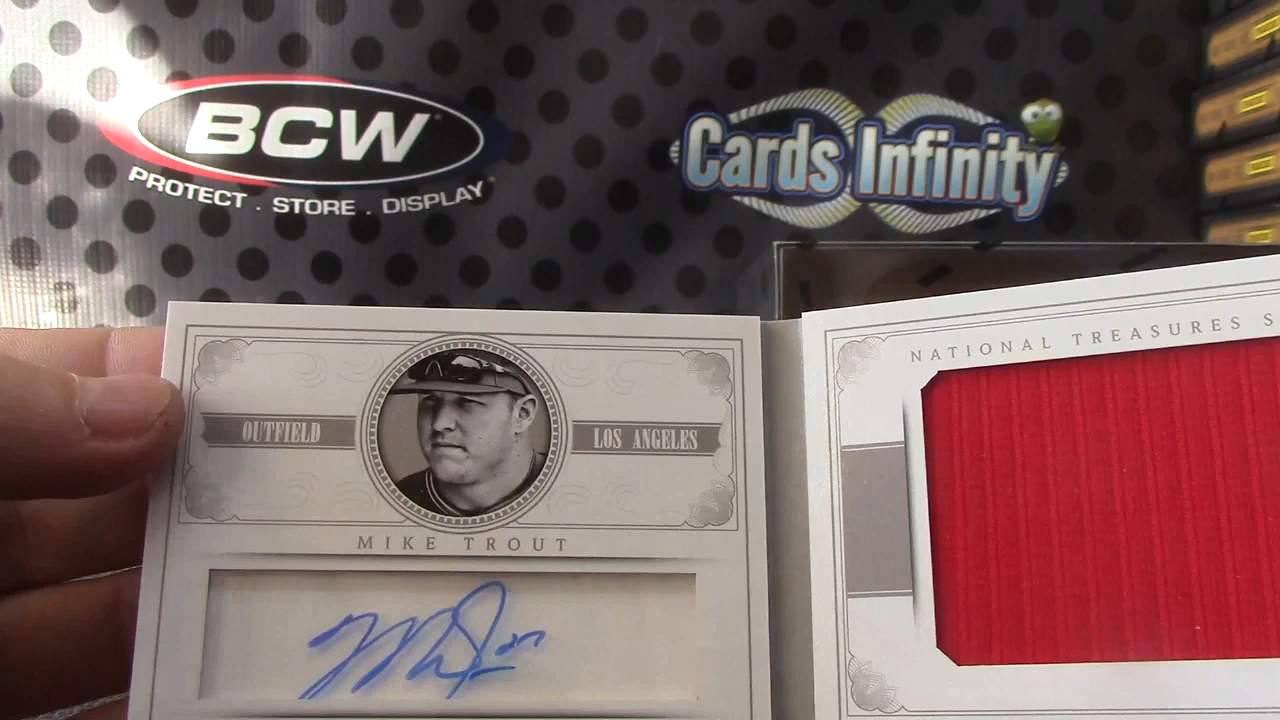 BCW
PROTECT . STORE . DISPLAY
Cards Infinity
NATIONAL TREASURES S
OUTFIELD
LOS ANGELES
MIKE TROUT